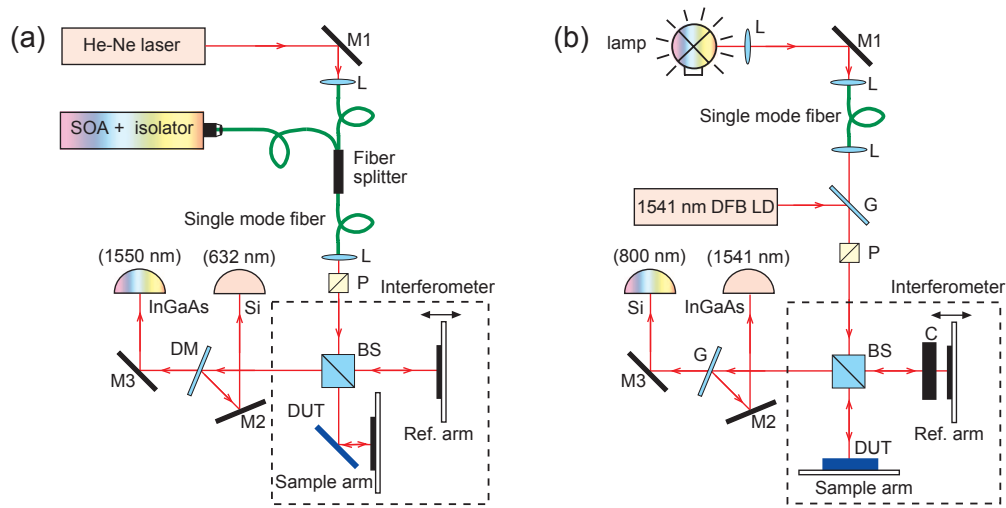 (a)
He-Ne laser
M1
L
SOA + isolator
Fiber
splitter
Single mode fiber
L
(1550 nm)
(632 nm)
P
InGaAs
Si
Interferometer
DM
BS
M3
M2
DUT
Ref. arm
Sample arm
(b)
lamp
L
M1
L
Single mode fiber
L
1541 nm DFB LD
G
P
(800 nm)
(1541 nm)
Si
InGaAs
Interferometer
C
G
BS
M3
M2
DUT
Ref. arm
Sample arm